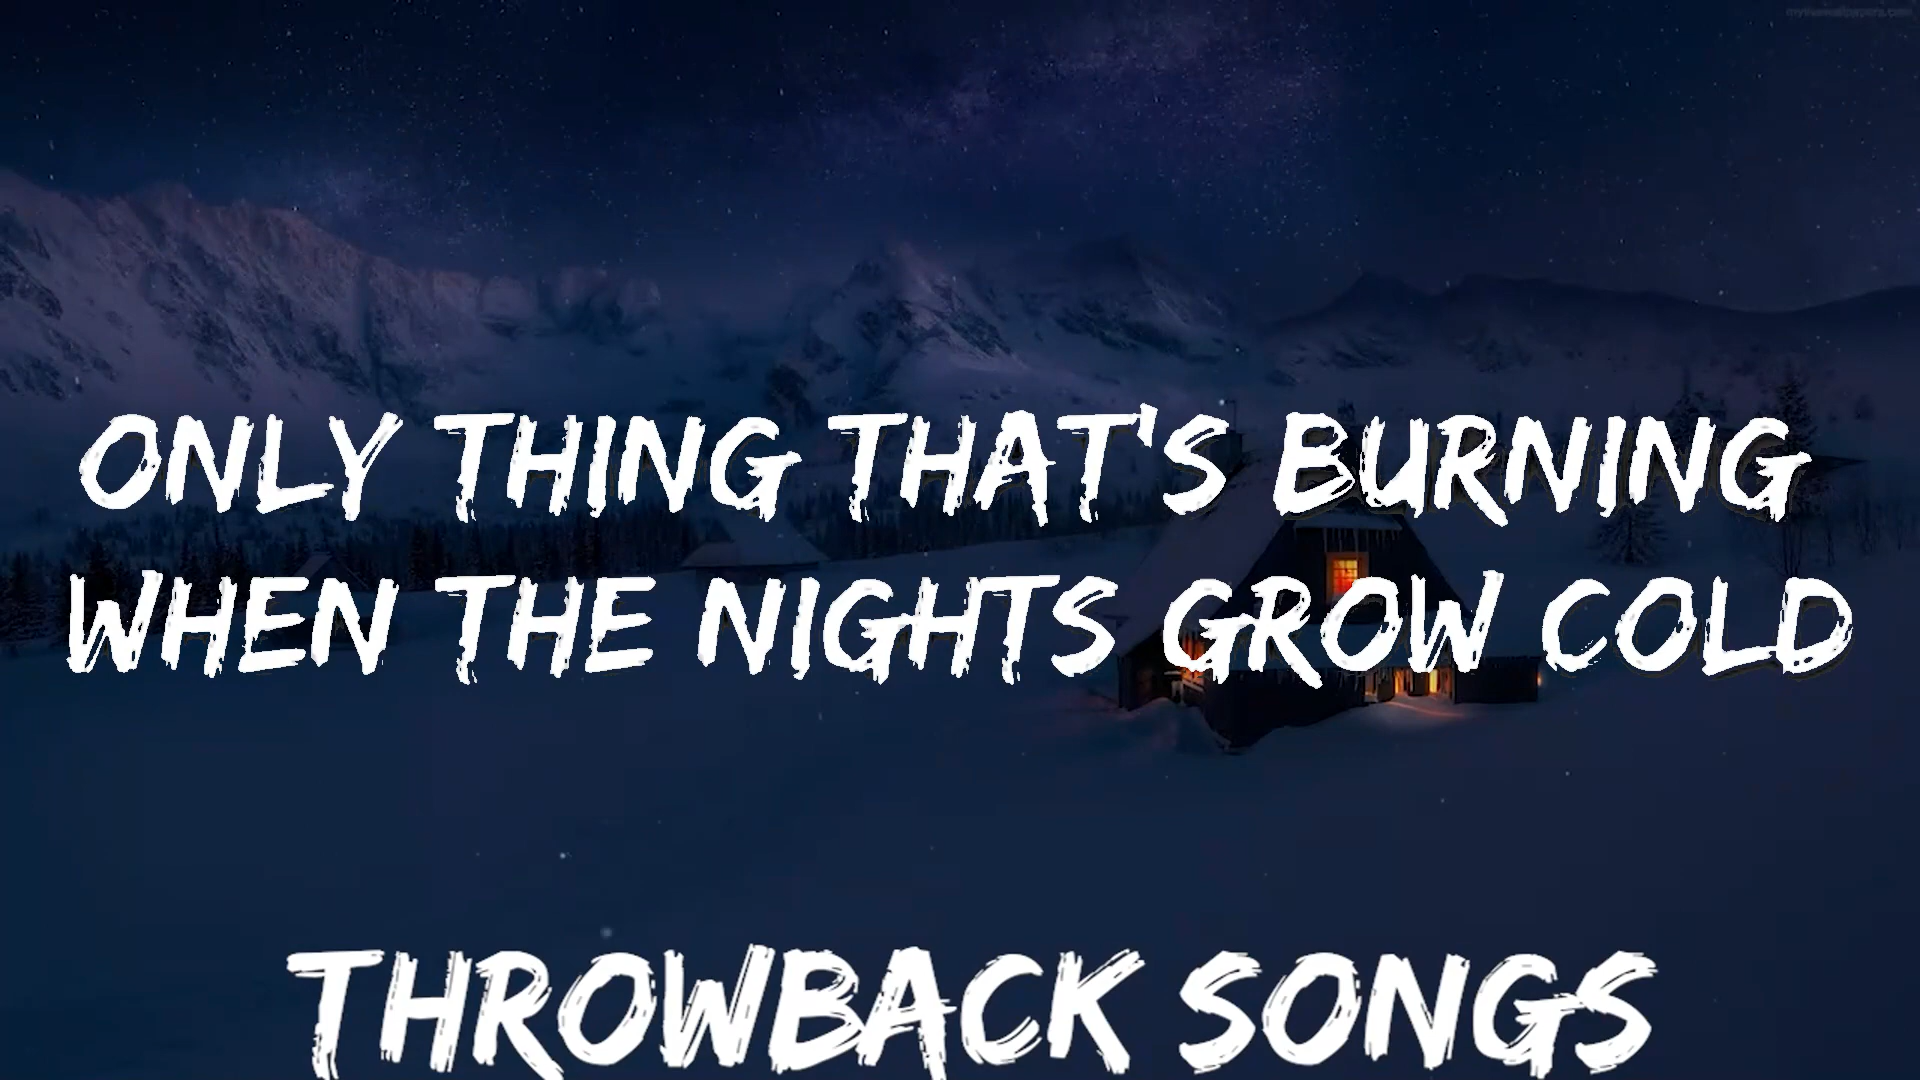 ONLY THING THAT'S BURNING
WHEN THE NIGHTS GROW COLD
THROWBACK SONGS